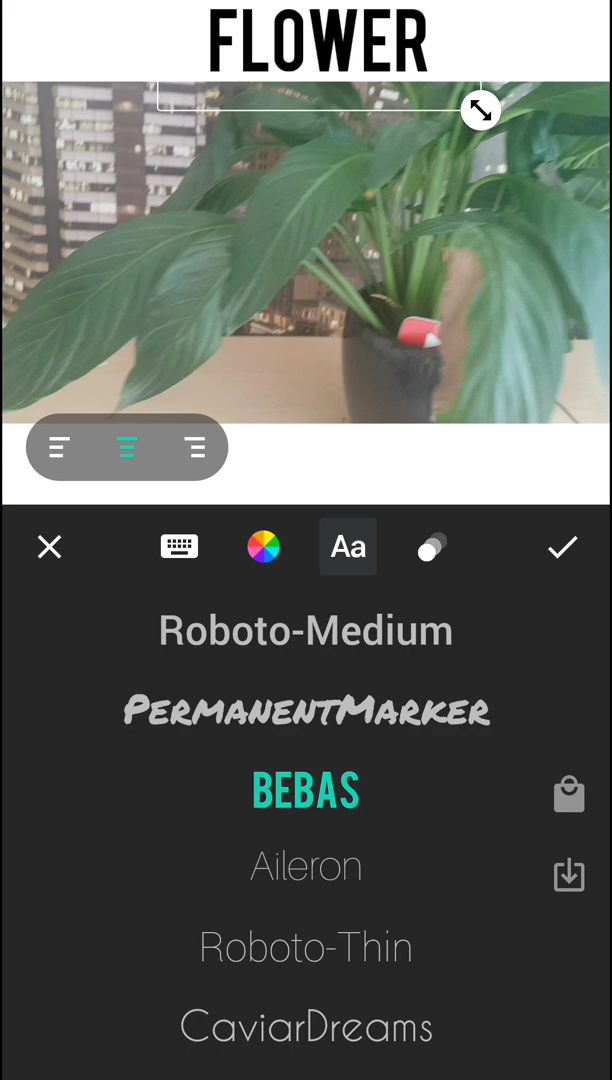 FLOWER
Aa
Roboto-Medium
PERMANENTMARKER
BEBAS
Aileron
Roboto-Thin
CaviarDreams